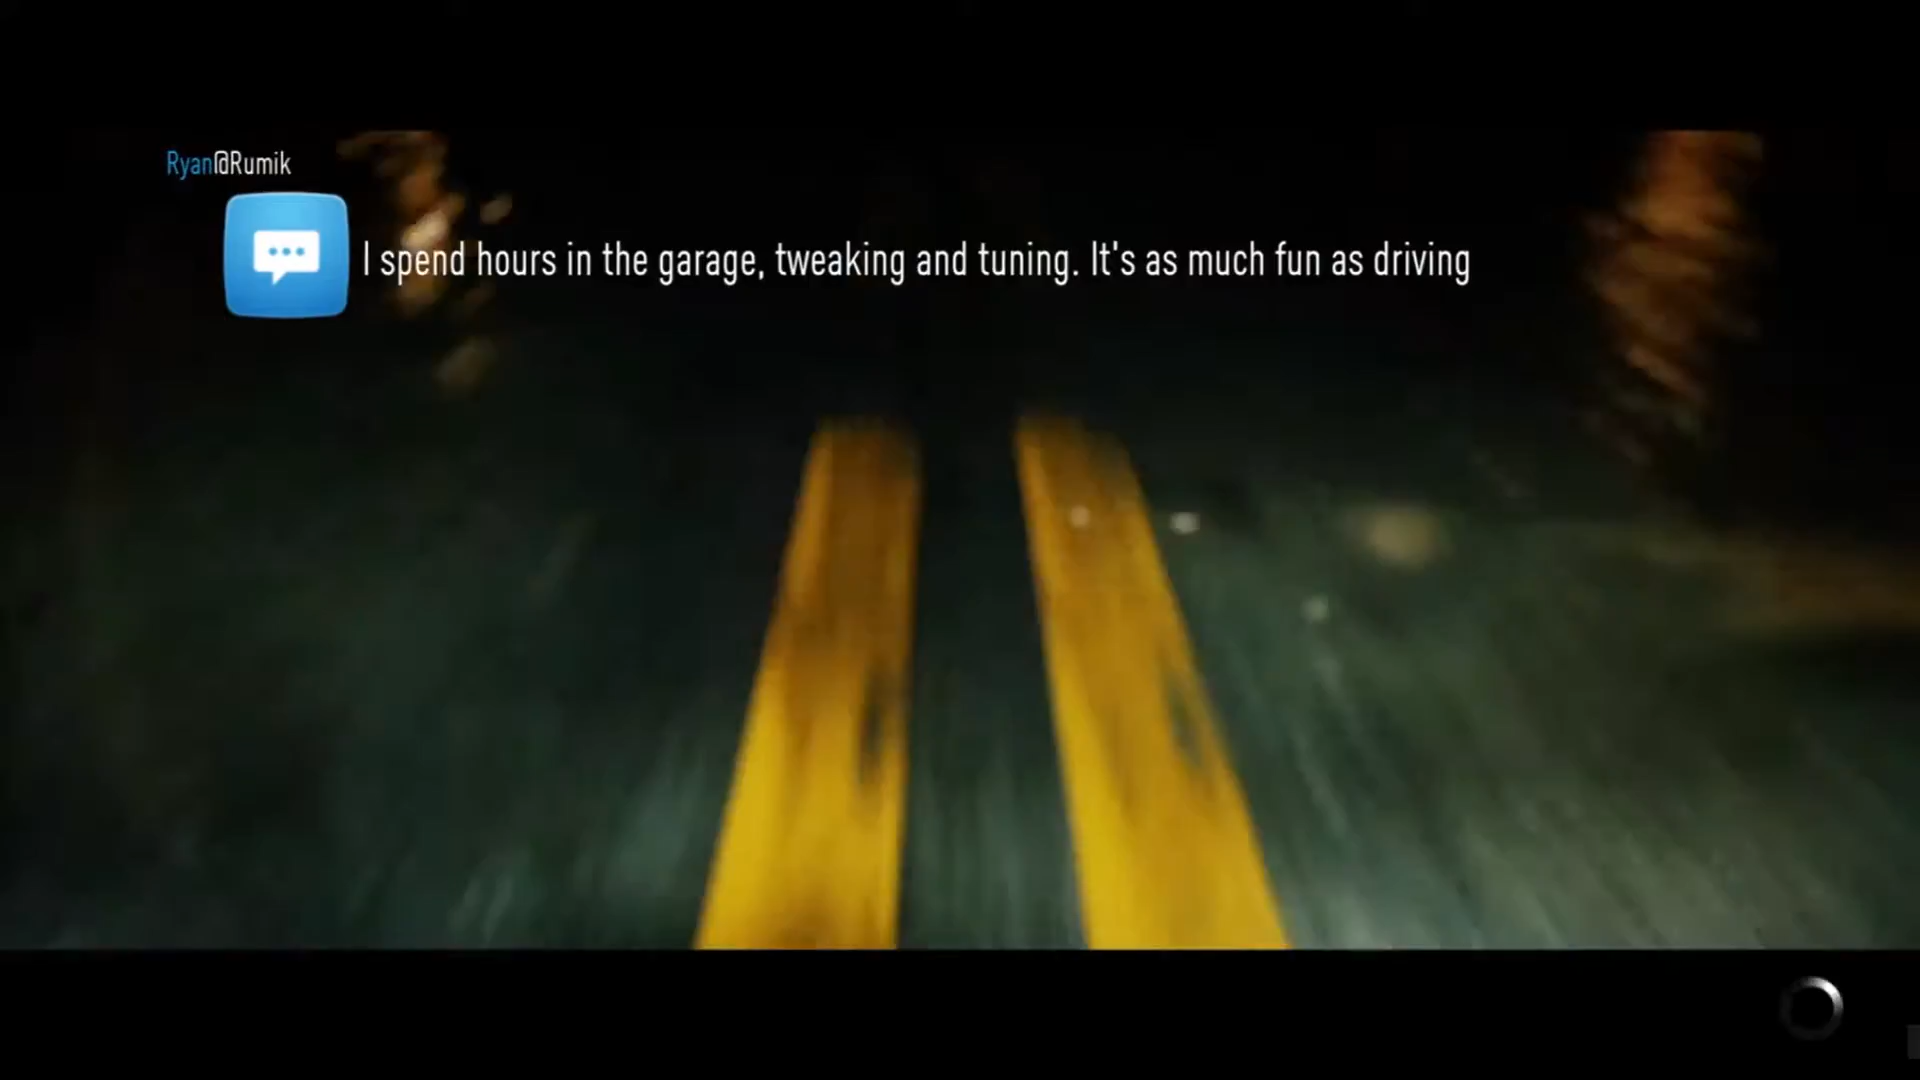 Ryan@Rumik
I spend hours in the garage, tweaking and tuning. It's as much fun as driving